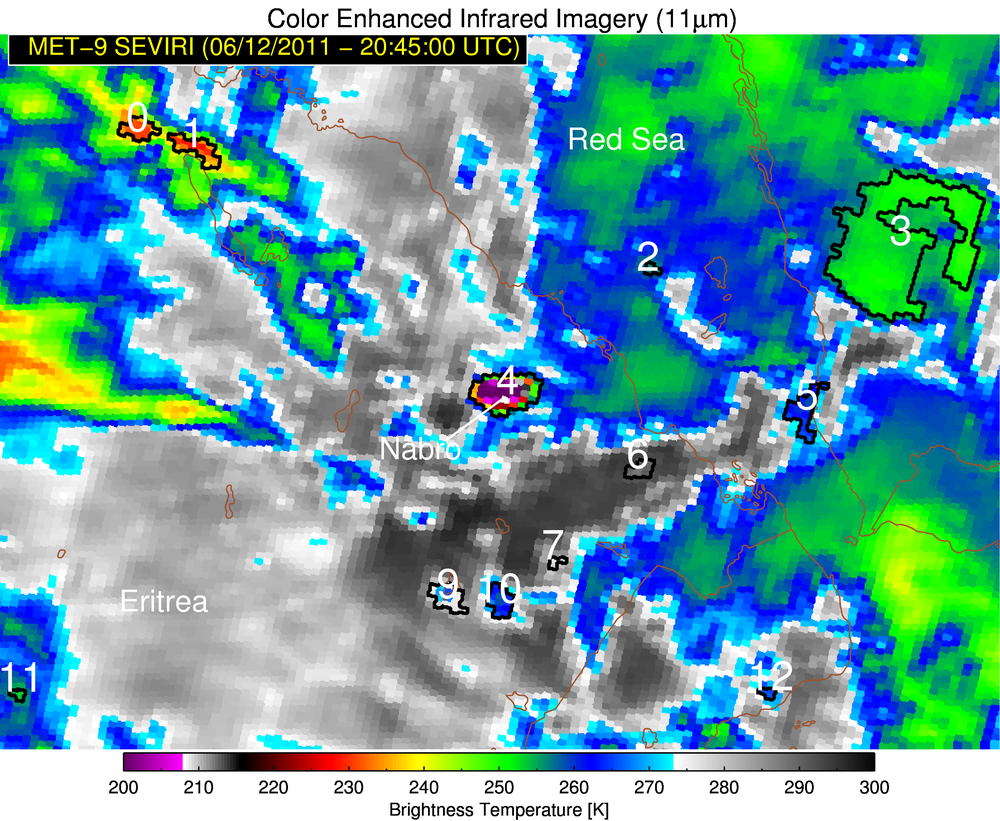 Color Enhanced Infrared Imagery (11μm)
MET-9 SEVIRI (06/12/2011 - 20:45:00 UTC)
0
1
Red Sea
2
3
4
5
Nabro
6
7
9
10
Eritrea
11
12
200 210 220 230 240 250 260 270 280 290 300
Brightness Temperature [K]